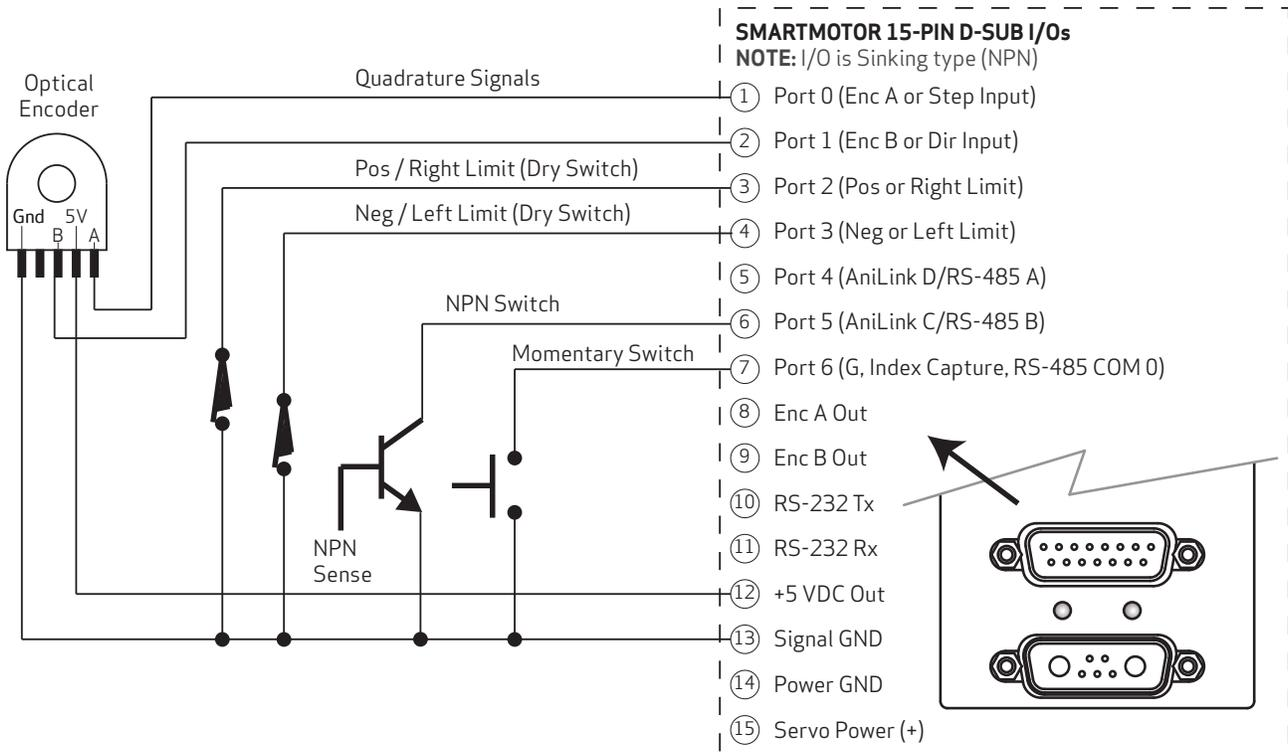 SMARTMOTOR 15-PIN D-SUB I/Os
NOTE: I/O is Sinking type (NPN)
Optical
Encoder
Gnd
5V
B
A
Quadrature Signals
Pos / Right Limit (Dry Switch)
Neg / Left Limit (Dry Switch)
NPN Switch
Momentary Switch
NPN
Sense
1 Port 0 (Enc A or Step Input)
2 Port 1 (Enc B or Dir Input)
3 Port 2 (Pos or Right Limit)
4 Port 3 (Neg or Left Limit)
5 Port 4 (AniLink D/RS-485 A)
6 Port 5 (AniLink C/RS-485 B)
7 Port 6 (G, Index Capture, RS-485 COM 0)
8 Enc A Out
9 Enc B Out
10 RS-232 Tx
11 RS-232 Rx
12 +5 VDC Out
13 Signal GND
14 Power GND
15 Servo Power (+)